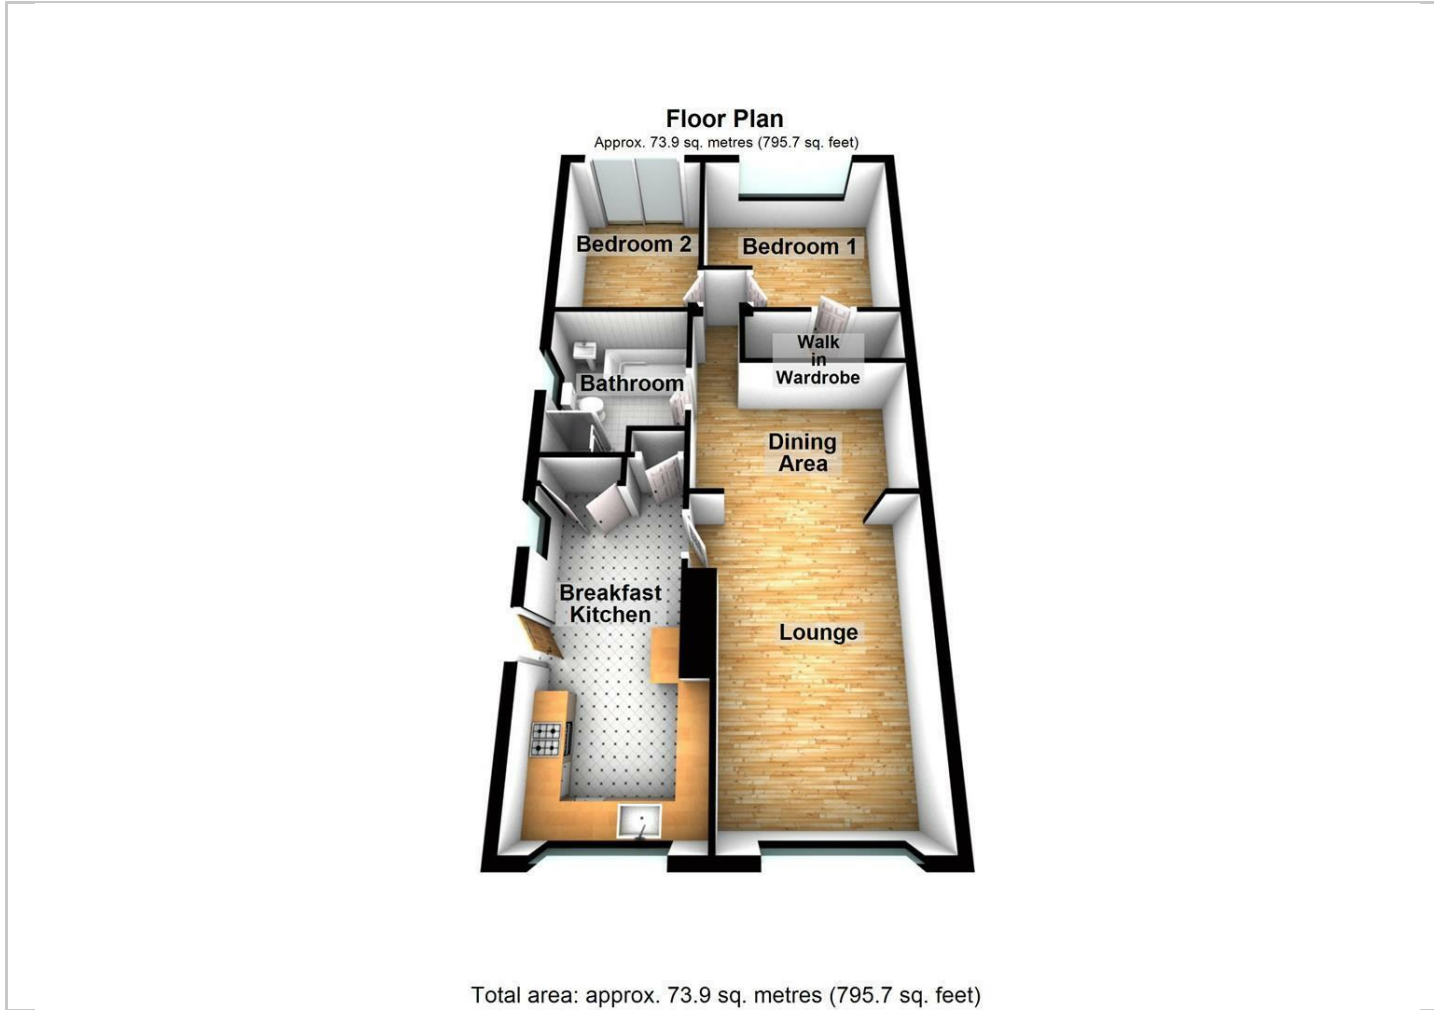 Floor Plan
Approx. 73.9 sq. metres (795.7 sq. feet)
Bedroom 2
Bedroom 1
Walk
in
Wardrobe
Bathroom
Dining
Area
Breakfast
Kitchen
Lounge
Total area: approx. 73.9 sq. metres (795.7 sq. feet)